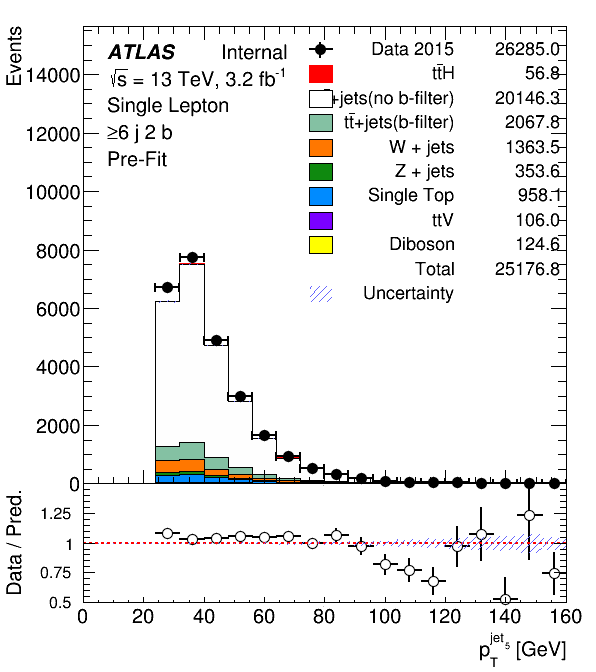 Events
14000
12000
10000
8000
6000
4000
2000
0
ATLAS Internal
√s = 13 TeV, 3.2 fb⁻¹
Single Lepton
≥6 j 2 b
Pre-Fit
Data 2015 26285.0
tt̄H 56.8
+jets(no b-filter) 20146.3
tt̄+jets(b-filter) 2067.8
W + jets 1363.5
Z + jets 353.6
Single Top 958.1
ttV 106.0
Diboson 124.6
Total 25176.8
Uncertainty
Data / Pred.
1.25
1
0.75
0.5
0 20 40 60 80 100 120 140 160
p_T^jet_5 [GeV]